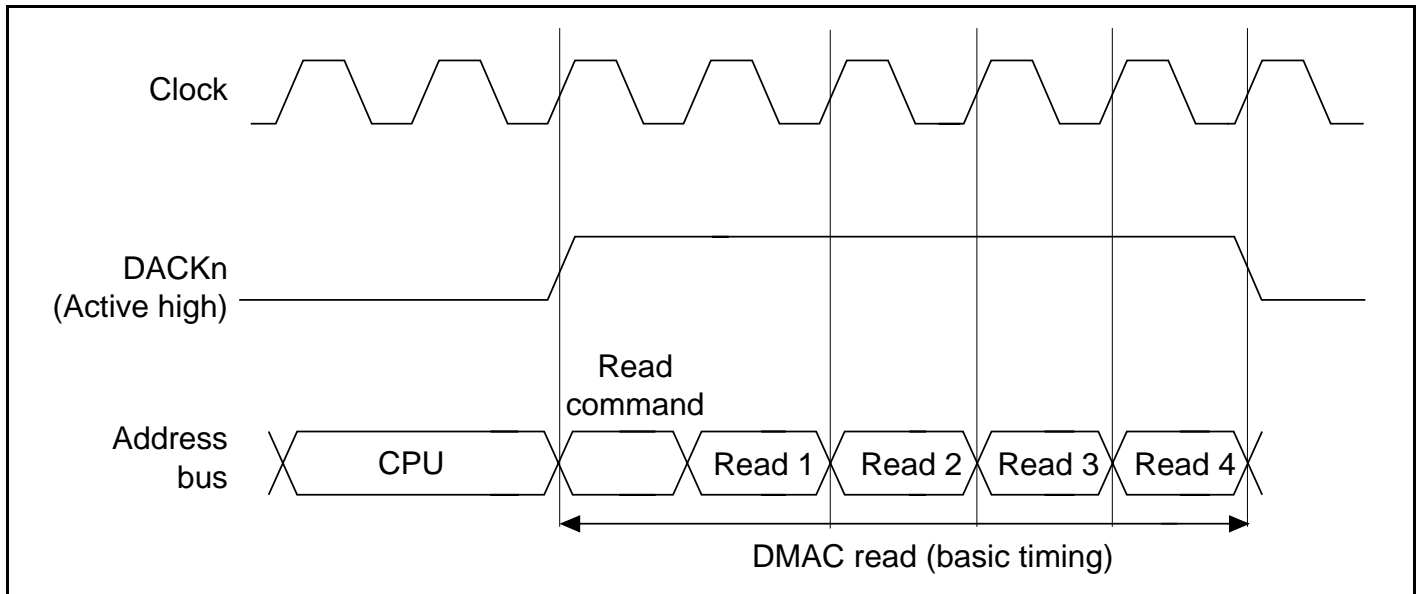 Clock
DACKn
(Active high)
Read
command
Address
bus
CPU
Read 1
Read 2
Read 3
Read 4
DMAC read (basic timing)